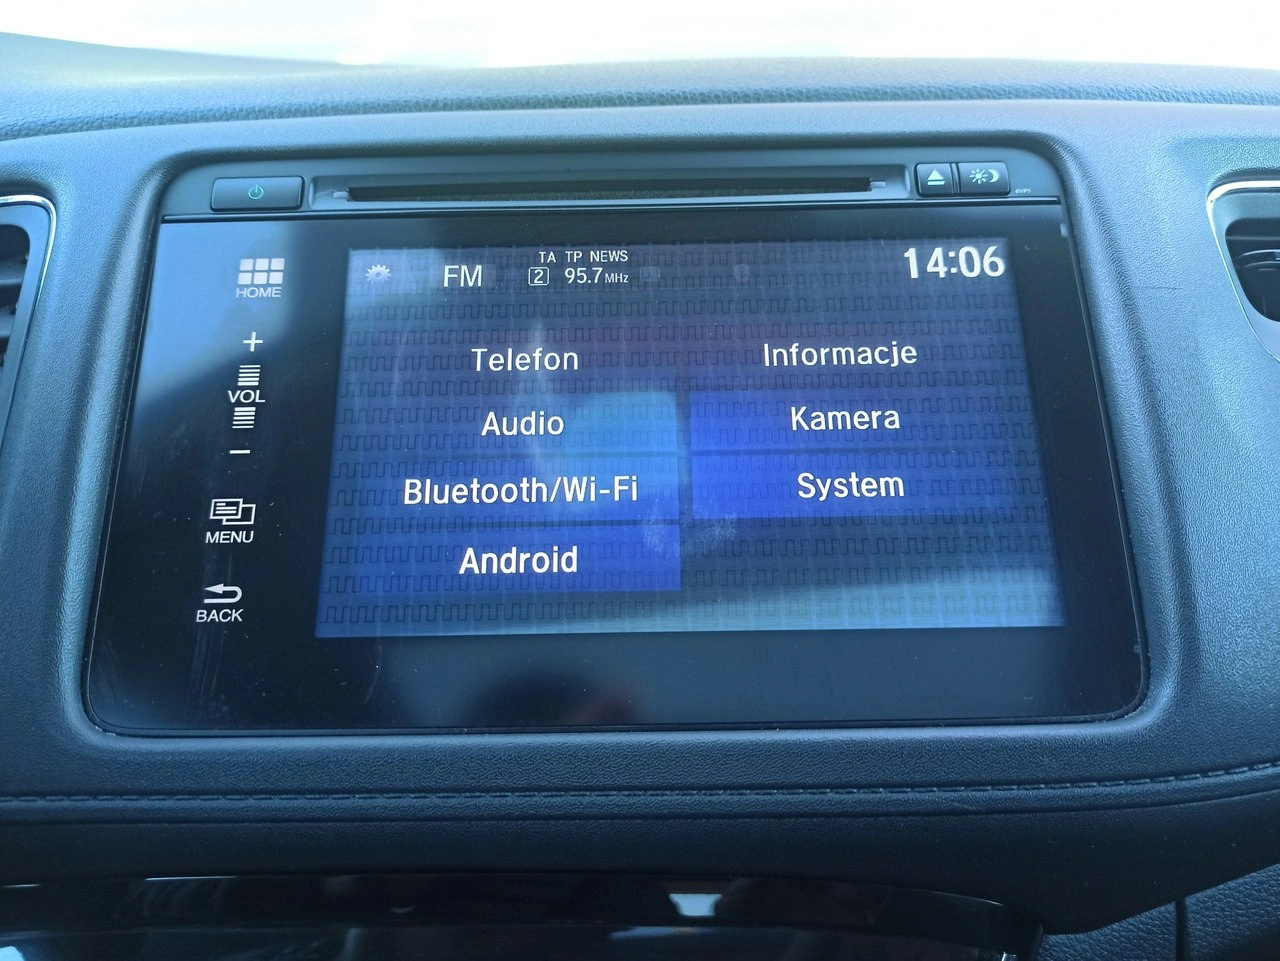 HOME
+
VOL
−
MENU
BACK
TA TP NEWS
FM 2 95.7 MHz
14:06
Telefon
Informacje
Audio
Kamera
Bluetooth/Wi-Fi
System
Android